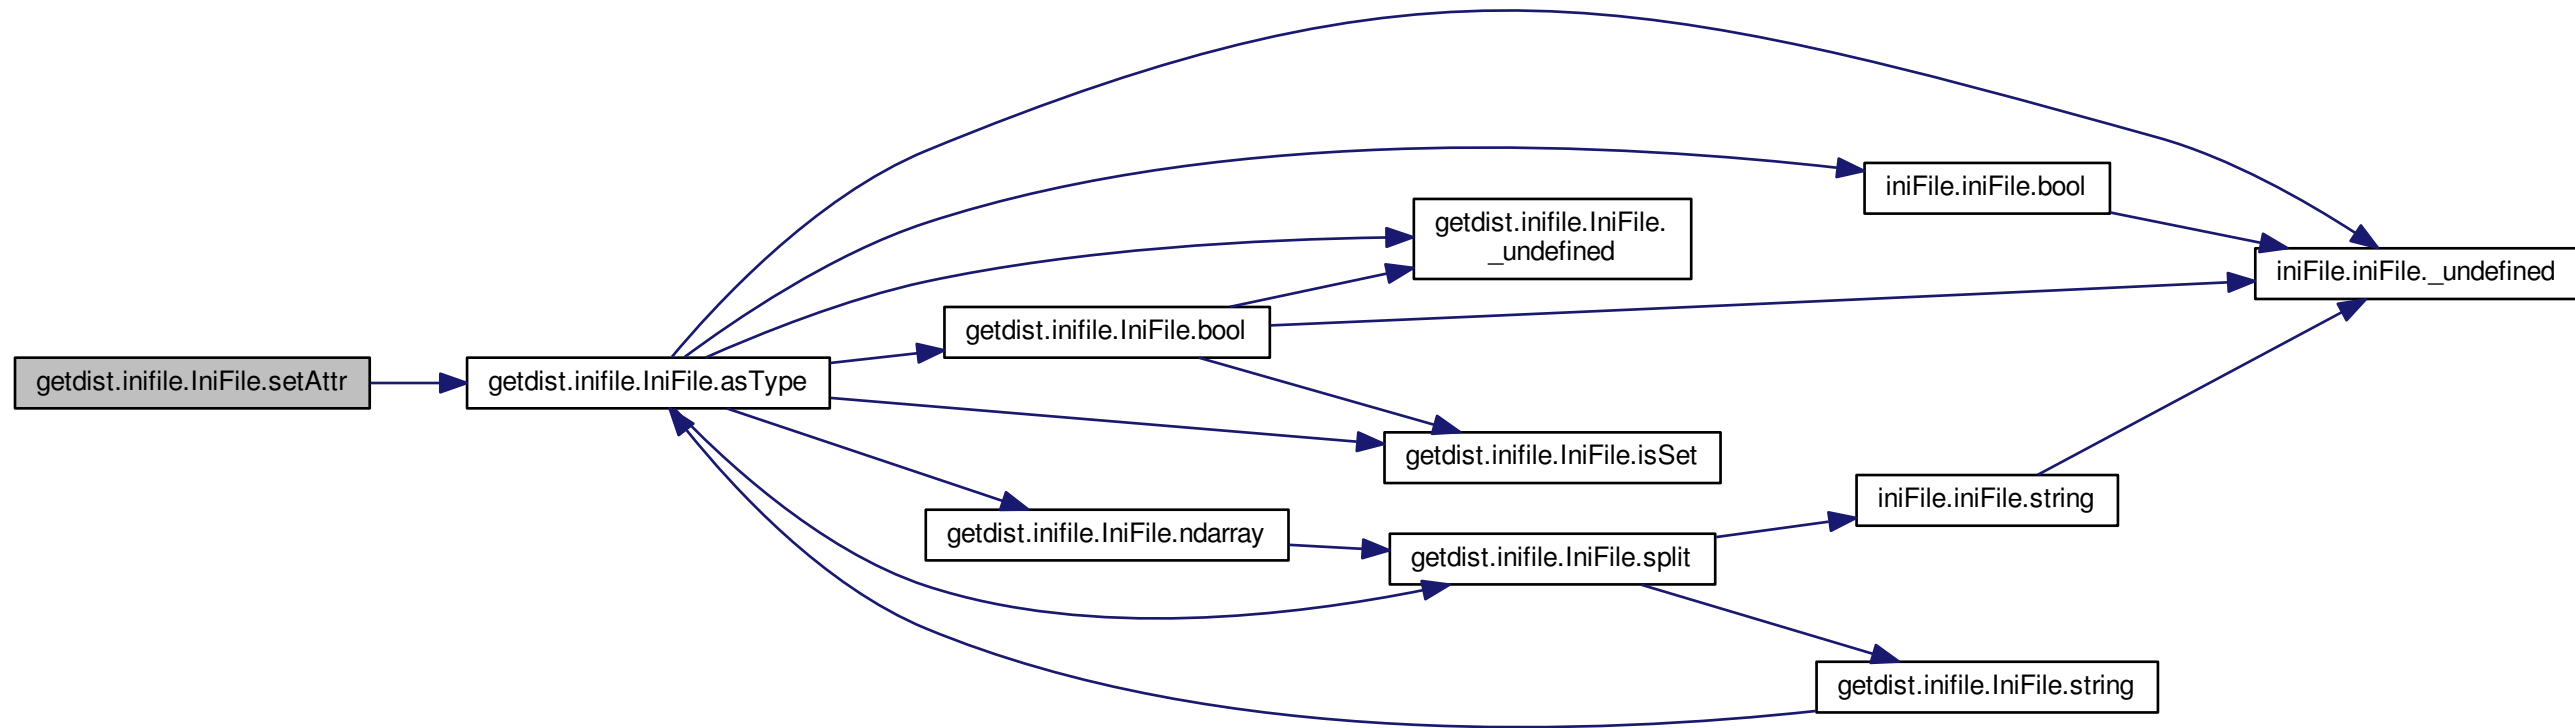 getdist.inifile.IniFile.setAttr
getdist.inifile.IniFile.asType
getdist.inifile.IniFile.bool
getdist.inifile.IniFile.ndarray
getdist.inifile.IniFile.
_undefined
getdist.inifile.IniFile.isSet
getdist.inifile.IniFile.split
iniFile.iniFile.bool
iniFile.iniFile.string
getdist.inifile.IniFile.string
iniFile.iniFile._undefined